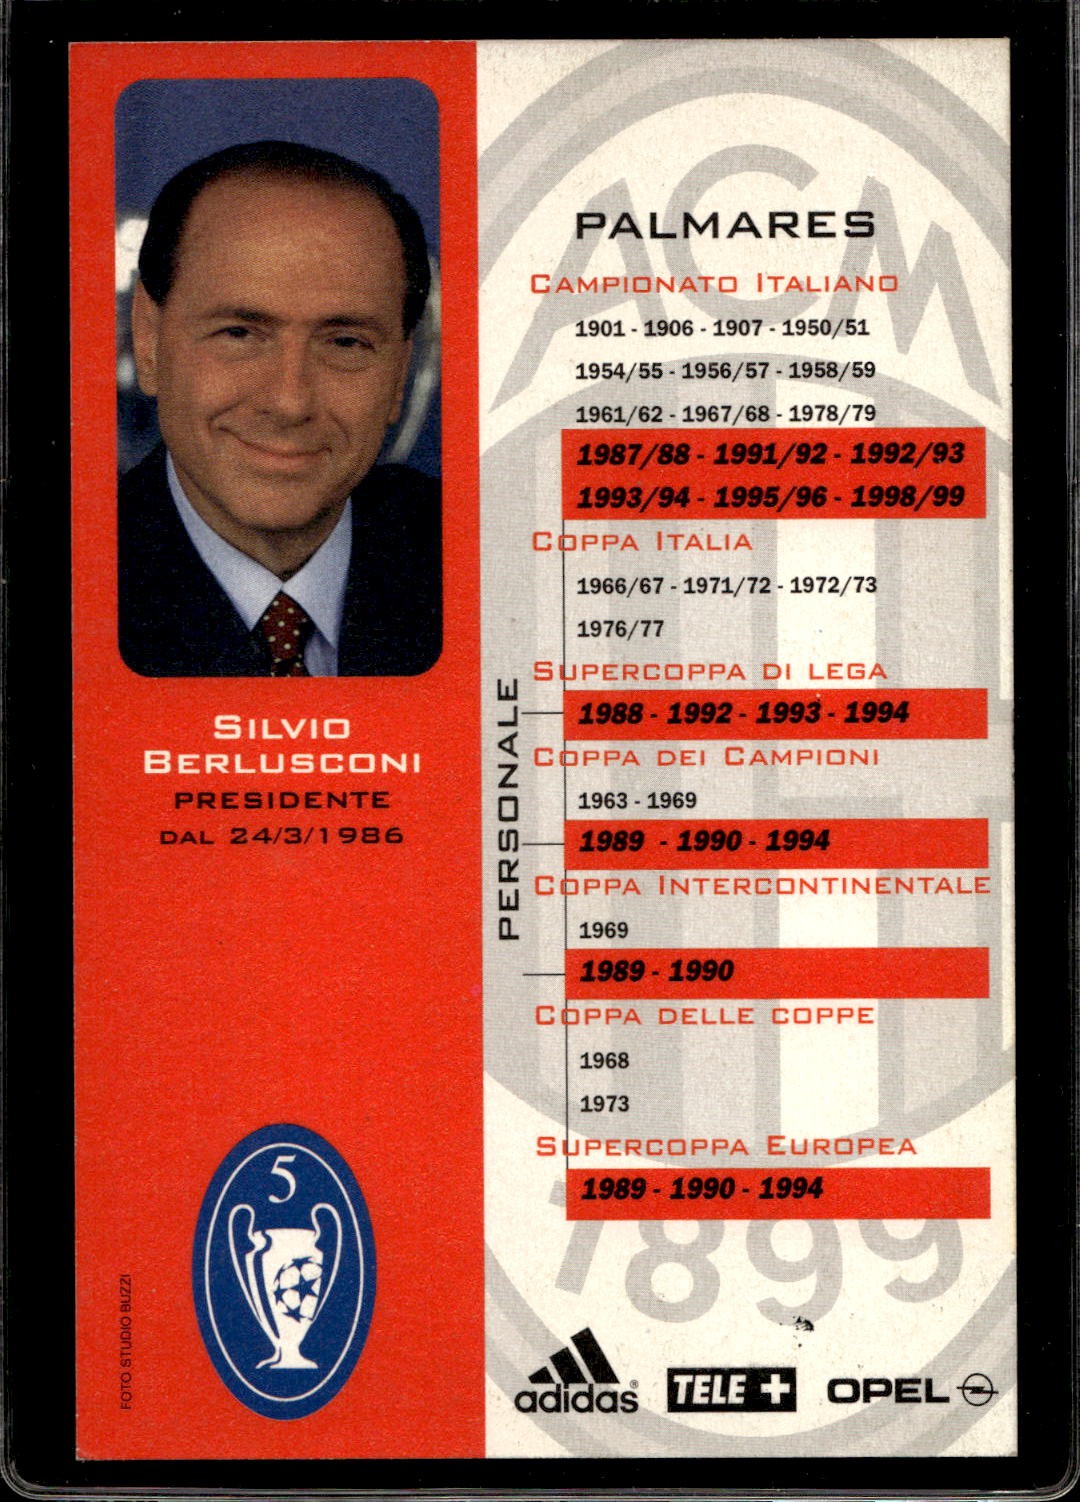 SILVIO
BERLUSCONI
PRESIDENTE
DAL 24/3/1986
5
FOTO STUDIO BUZZI
ACM
PALMARES
CAMPIONATO ITALIANO
1901 - 1906 - 1907 - 1950/51
1954/55 - 1956/57 - 1958/59
1961/62 - 1967/68 - 1978/79
1987/88 - 1991/92 - 1992/93
1993/94 - 1995/96 - 1998/99
COPPA ITALIA
1966/67 - 1971/72 - 1972/73
1976/77
SUPERCOPPA DI LEGA
1988 - 1992 - 1993 - 1994
COPPA DEI CAMPIONI
1963 - 1969
1989 - 1990 - 1994
COPPA INTERCONTINENTALE
1969
1989 - 1990
COPPA DELLE COPPE
1968
1973
SUPERCOPPA EUROPEA
1989 - 1990 - 1994
PERSONALE
1899
adidas®
TELE +
OPEL